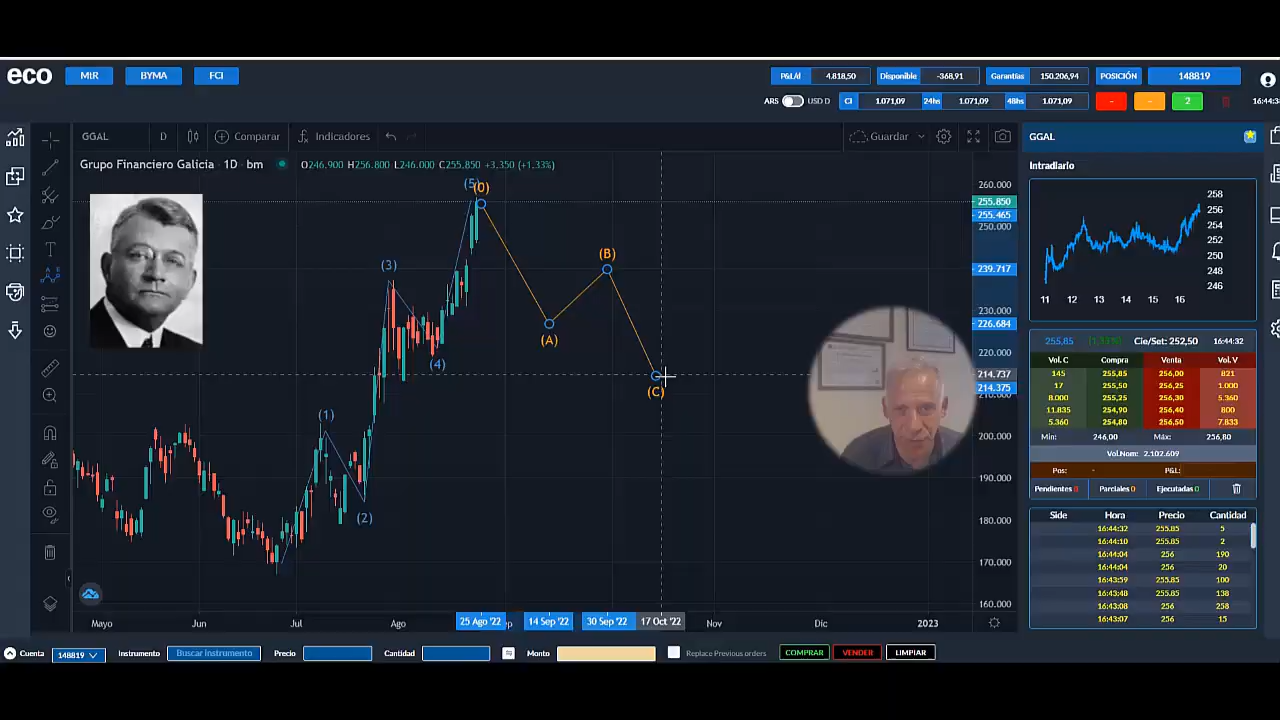 eco MtR BYMA FCI P&L/d 4.818,50 Disponible -368,91 Garantías 150.206,94 POSICIÓN 148819
ARS USD D CI 1.071,09 24hs 1.071,09 48hs 1.071,09 - - 2
GGAL D Comparar Indicadores Guardar GGAL
Grupo Financiero Galicia · 1D · bm O246.900 H256.800 L246.000 C255.850 +3.350 (+1.33%)
Intradiario
(5) (0)
(3)
(B)
(A)
(4)
(C)
(1)
(2)
260.000
255.850
255.465
250.000
239.717
230.000
226.684
220.000
214.737
214.375
210.000
200.000
190.000
180.000
170.000
160.000
Mayo Jun Jul Ago 25 Ago '22 14 Sep '22 30 Sep '22 17 Oct '22 Nov Dic 2023
258
256
254
252
250
248
246
11 12 13 14 15 16
255,85 (1,33%) Cie/Set: 252,50 16:44:32
Vol. C Compra Venta Vol. V
145 255,85 256,00 821
17 255,50 256,25 1.000
8.000 255,25 256,30 5.360
11.835 254,90 256,40 800
5.360 254,80 256,50 7.833
Min: 246,00 Máx: 256,80
Vol.Nom: 2.102.609
Pos: - P&L:
Pendientes 0 Parciales 0 Ejecutadas 0
Side Hora Precio Cantidad
16:44:32 255.85 5
16:44:10 255.85 2
16:44:04 256 190
16:44:04 256 20
16:43:59 255.85 100
16:43:48 255.85 138
16:43:08 256 258
16:43:07 256 15
Cuenta 148819 Instrumento Buscar Instrumento Precio Cantidad Monto Replace Previous orders COMPRAR VENDER LIMPIAR